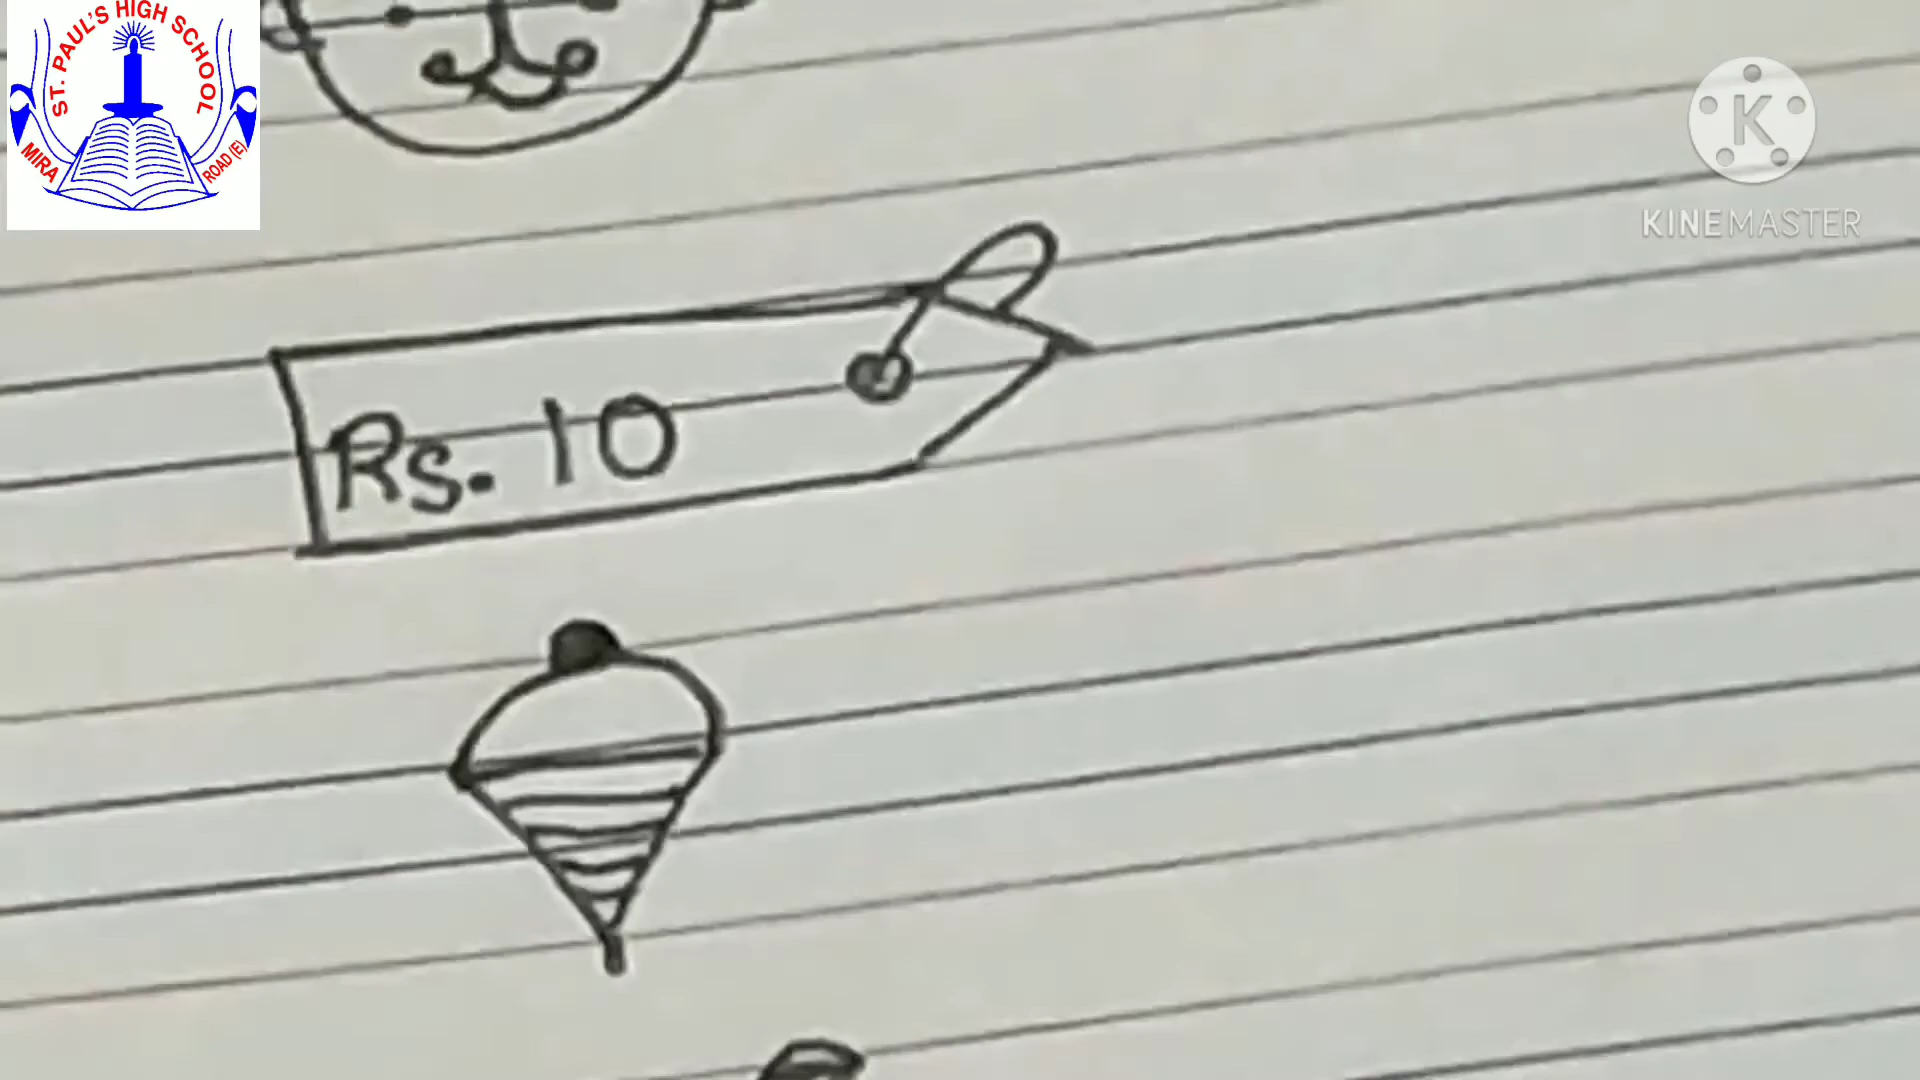 ST. PAUL'S HIGH SCHOOL
MIRA ROAD (E)
K
KINEMASTER
Rs. 10